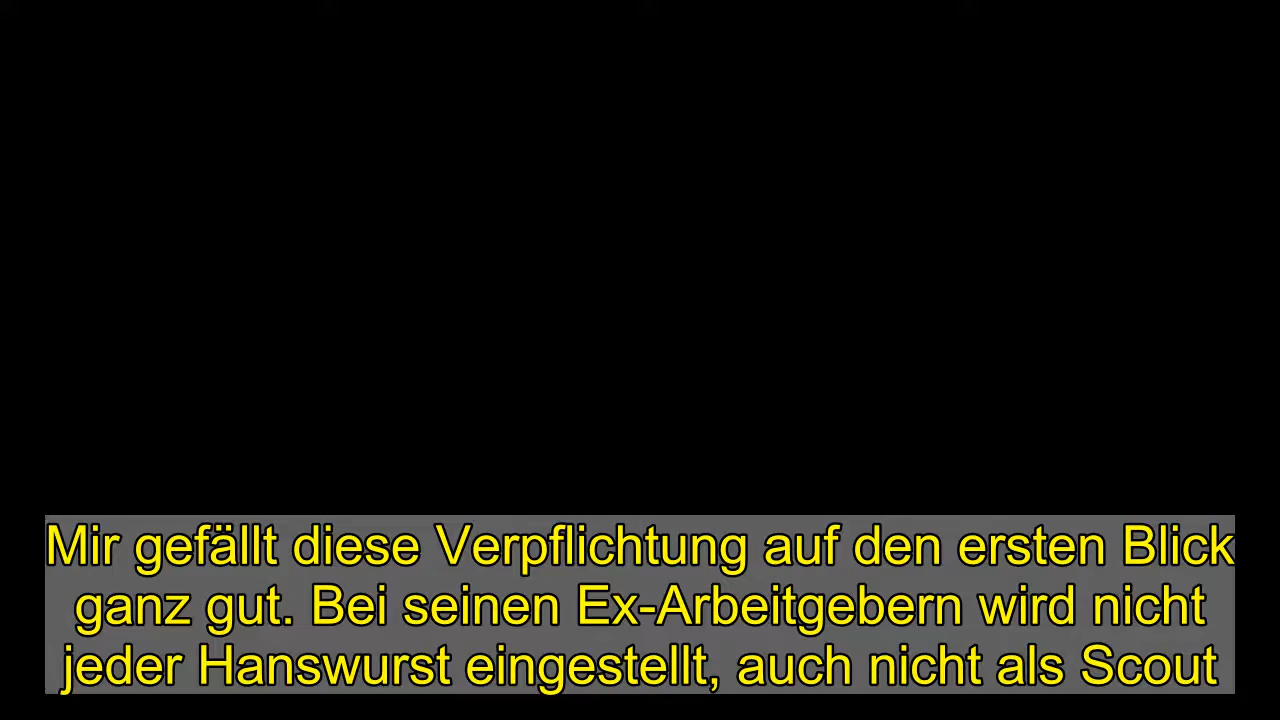 Mir gefällt diese Verpflichtung auf den ersten Blick
ganz gut. Bei seinen Ex-Arbeitgebern wird nicht
jeder Hanswurst eingestellt, auch nicht als Scout